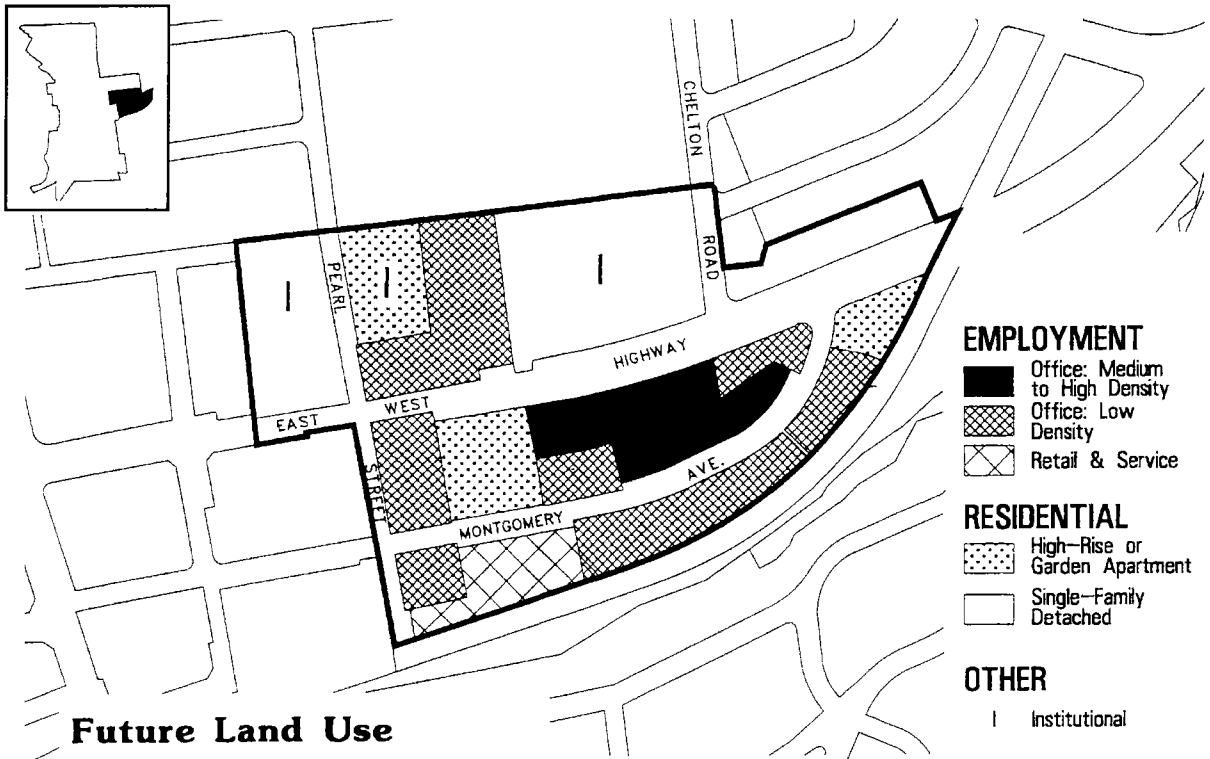 CHELTON
ROAD
PEARL
STREET
HIGHWAY
EAST WEST
MONTGOMERY AVE.
I
I
I
EMPLOYMENT
Office: Medium
to High Density
Office: Low
Density
Retail & Service
RESIDENTIAL
High-Rise or
Garden Apartment
Single-Family
Detached
OTHER
I Institutional
Future Land Use